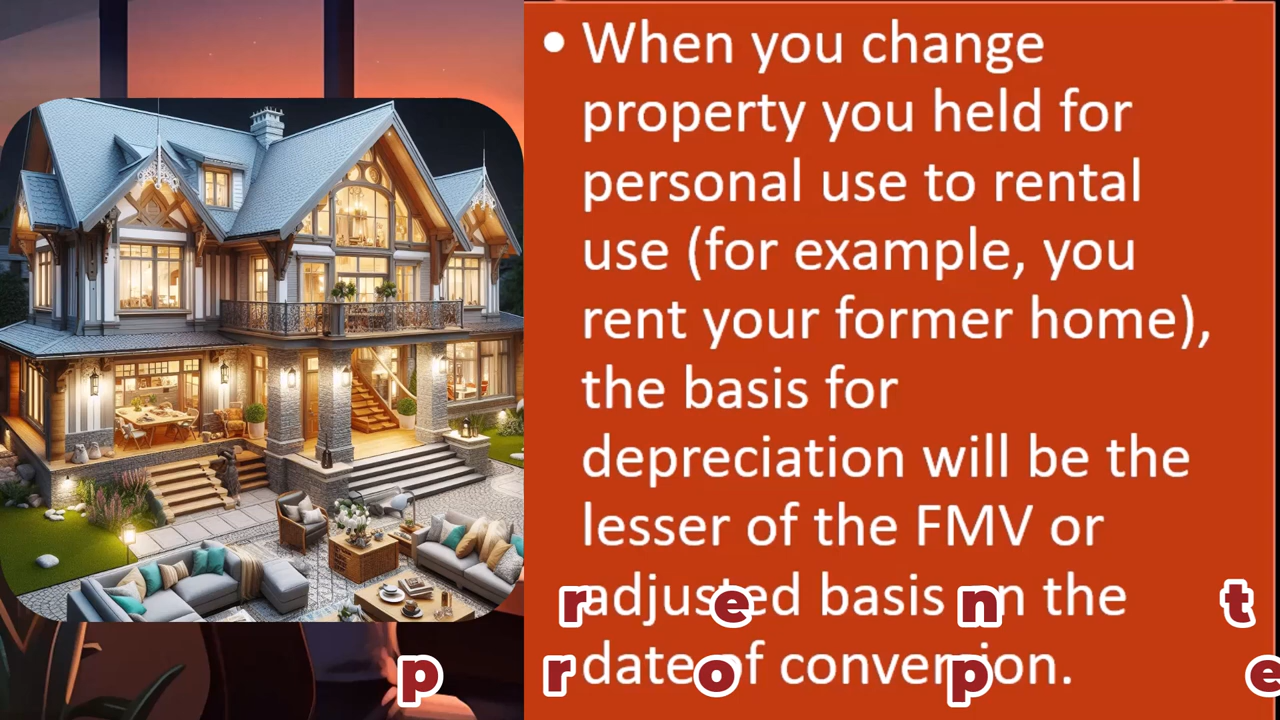 • When you change
property you held for
personal use to rental
use (for example, you
rent your former home),
the basis for
depreciation will be the
lesser of the FMV or
adjusted basis on the
date of conversion.
r e n t
p r o p e